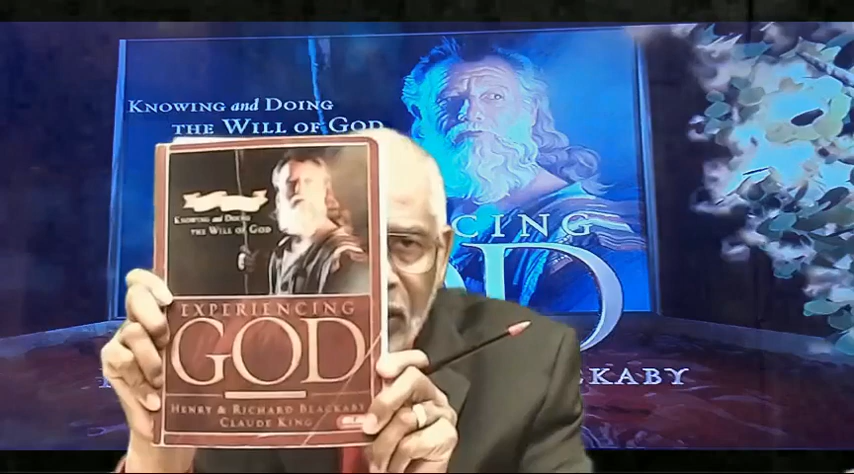 KNOWING and DOING
THE WILL OF GOD
CING
D
CKABY
KNOWING and DOING
THE WILL OF GOD
EXPERIENCING
GOD
HENRY & RICHARD BLACKABY
CLAUDE KING